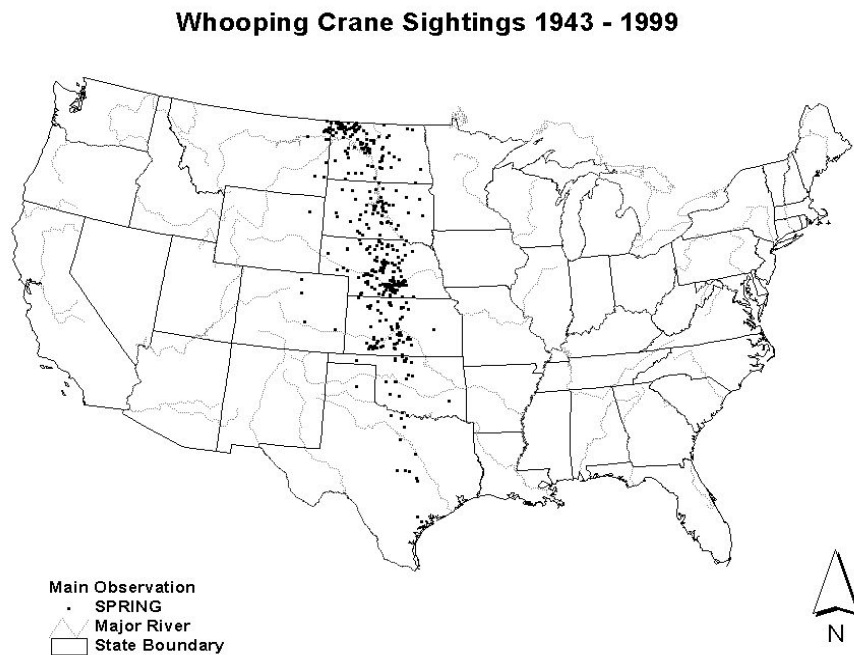 Whooping Crane Sightings 1943 - 1999
Main Observation
SPRING
Major River
State Boundary
N